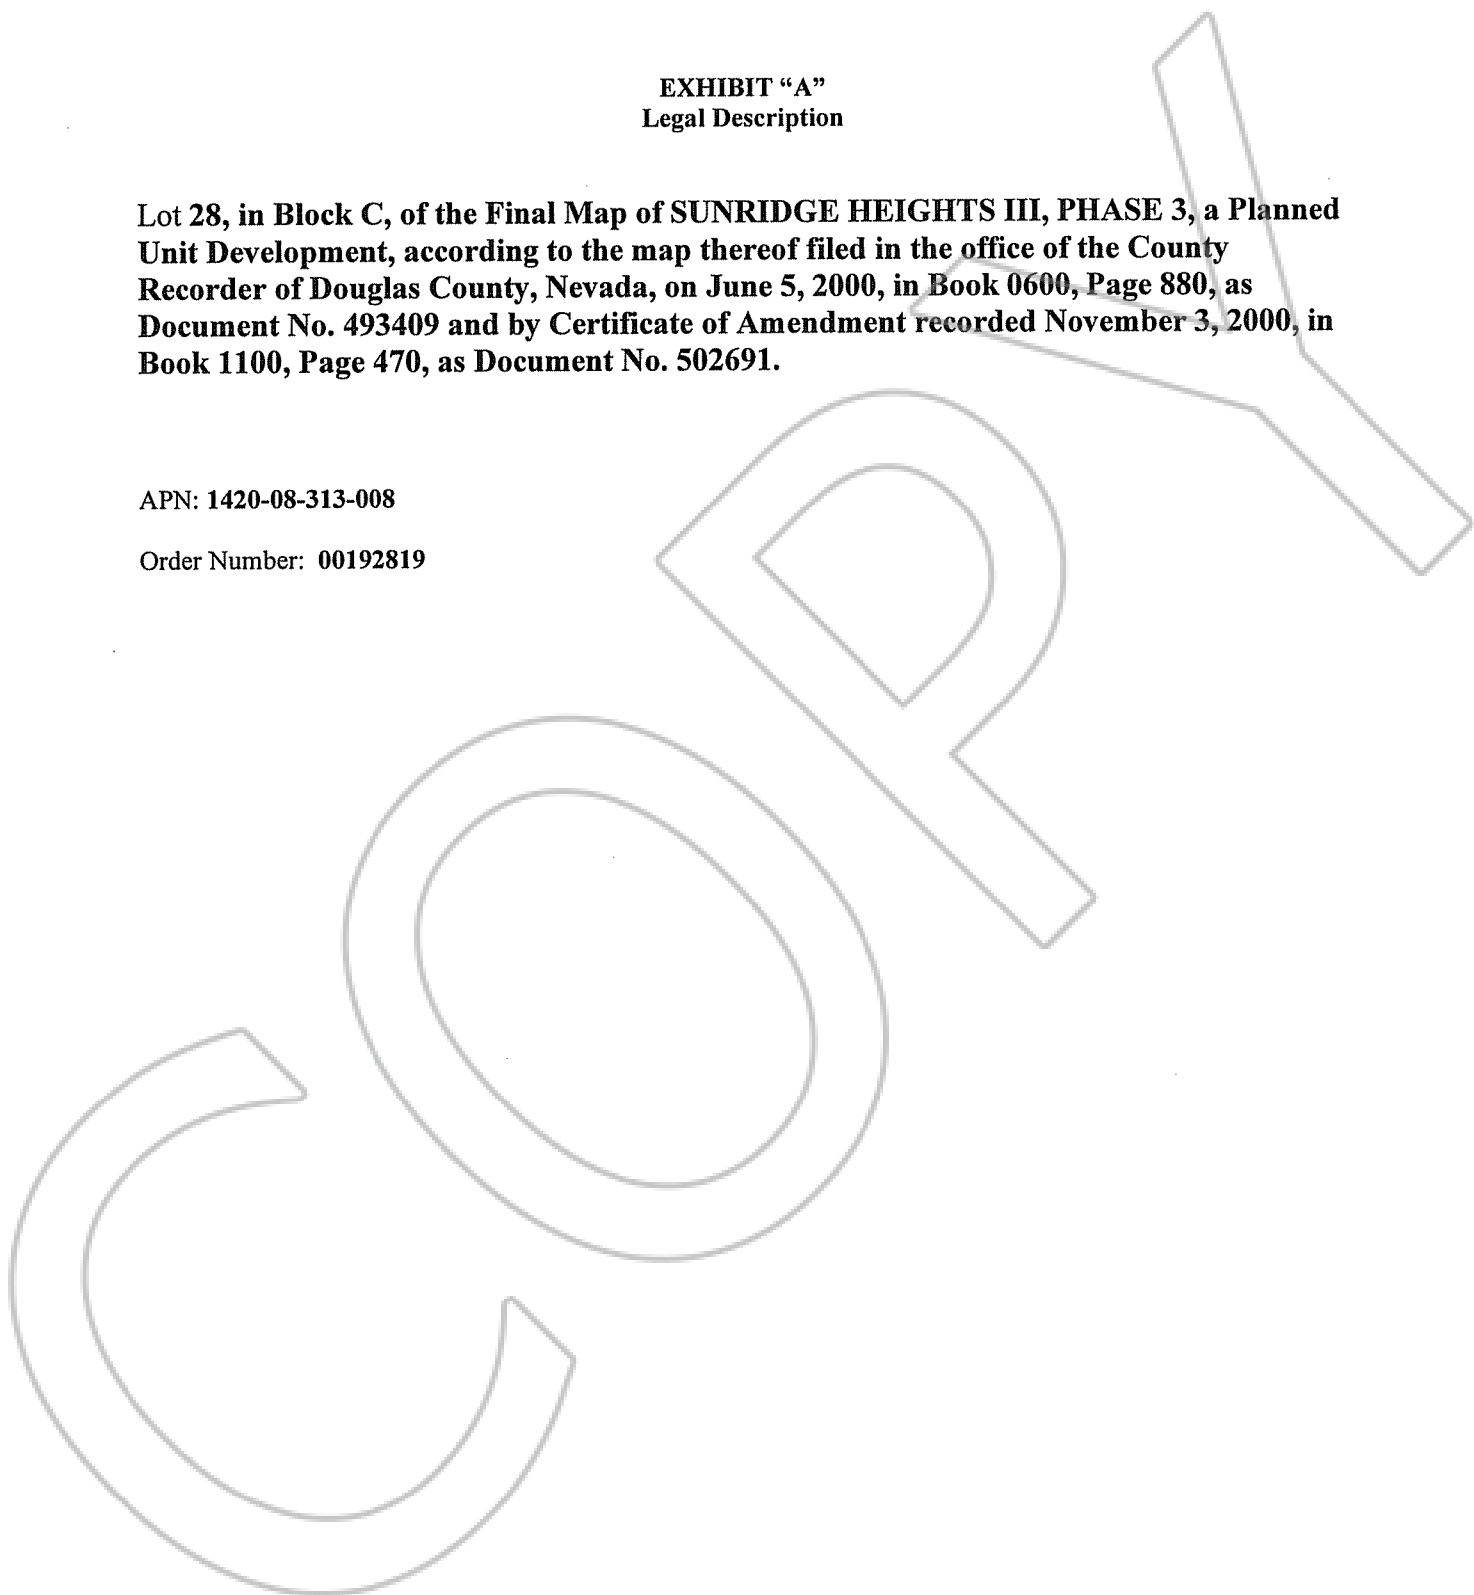 EXHIBIT “A”
Legal Description
Lot 28, in Block C, of the Final Map of SUNRIDGE HEIGHTS III, PHASE 3, a Planned
Unit Development, according to the map thereof filed in the office of the County
Recorder of Douglas County, Nevada, on June 5, 2000, in Book 0600, Page 880, as
Document No. 493409 and by Certificate of Amendment recorded November 3, 2000, in
Book 1100, Page 470, as Document No. 502691.
APN: 1420-08-313-008
Order Number: 00192819
COPY